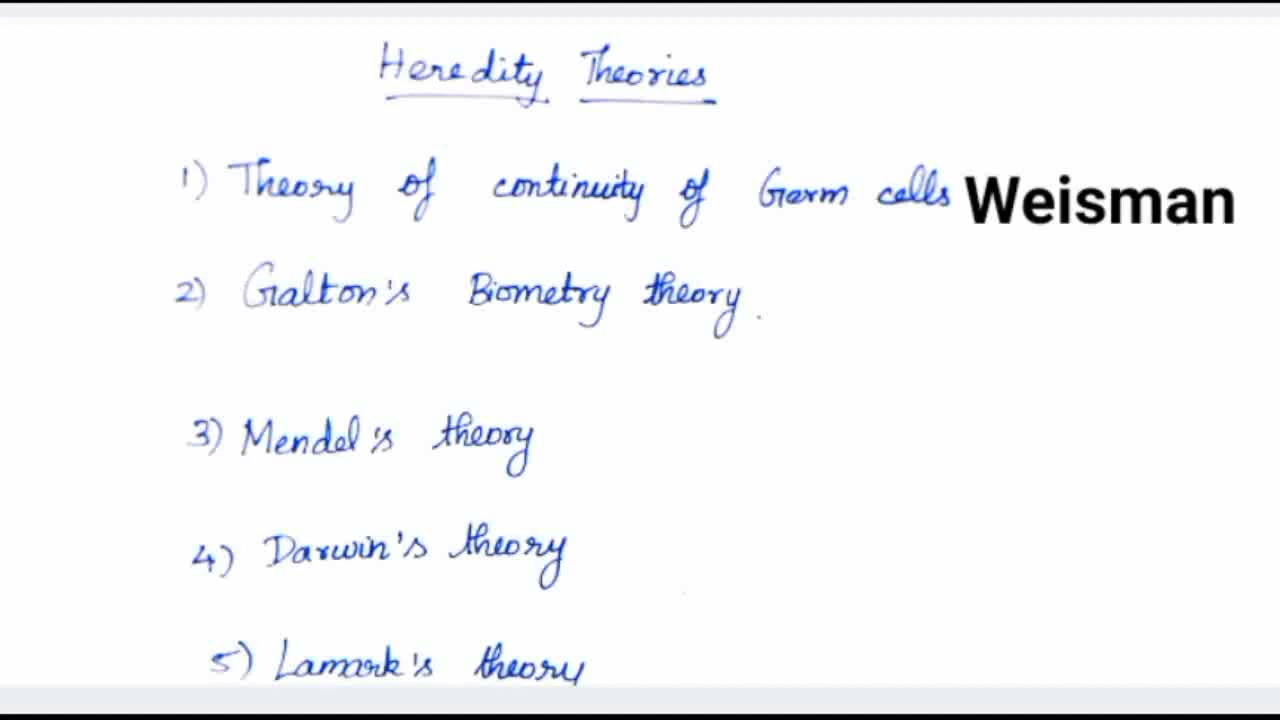 Heredity Theories
1) Theory of continuity of Germ cells Weisman
2) Galton's Biometry theory.
3) Mendel's theory
4) Darwin's theory
5) Lamark's theory